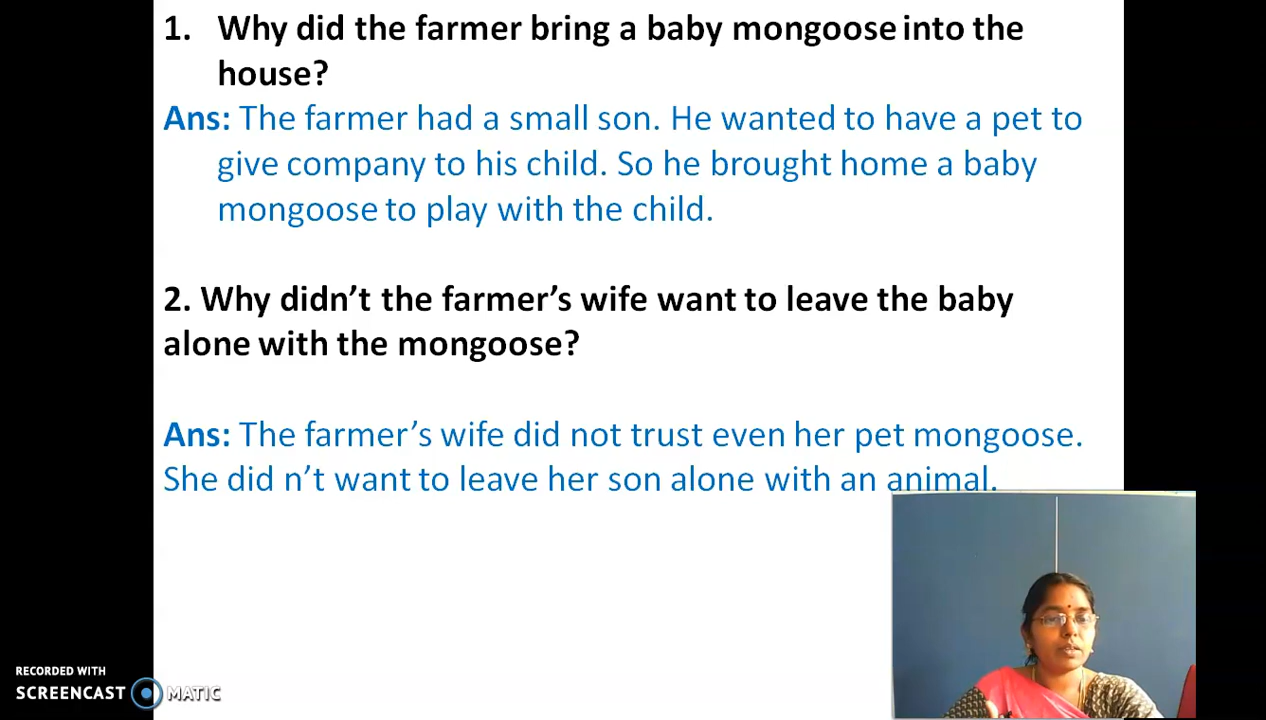 1. Why did the farmer bring a baby mongoose into the
house?
Ans: The farmer had a small son. He wanted to have a pet to
give company to his child. So he brought home a baby
mongoose to play with the child.
2. Why didn’t the farmer’s wife want to leave the baby
alone with the mongoose?
Ans: The farmer’s wife did not trust even her pet mongoose.
She did n’t want to leave her son alone with an animal.
RECORDED WITH
SCREENCAST MATIC